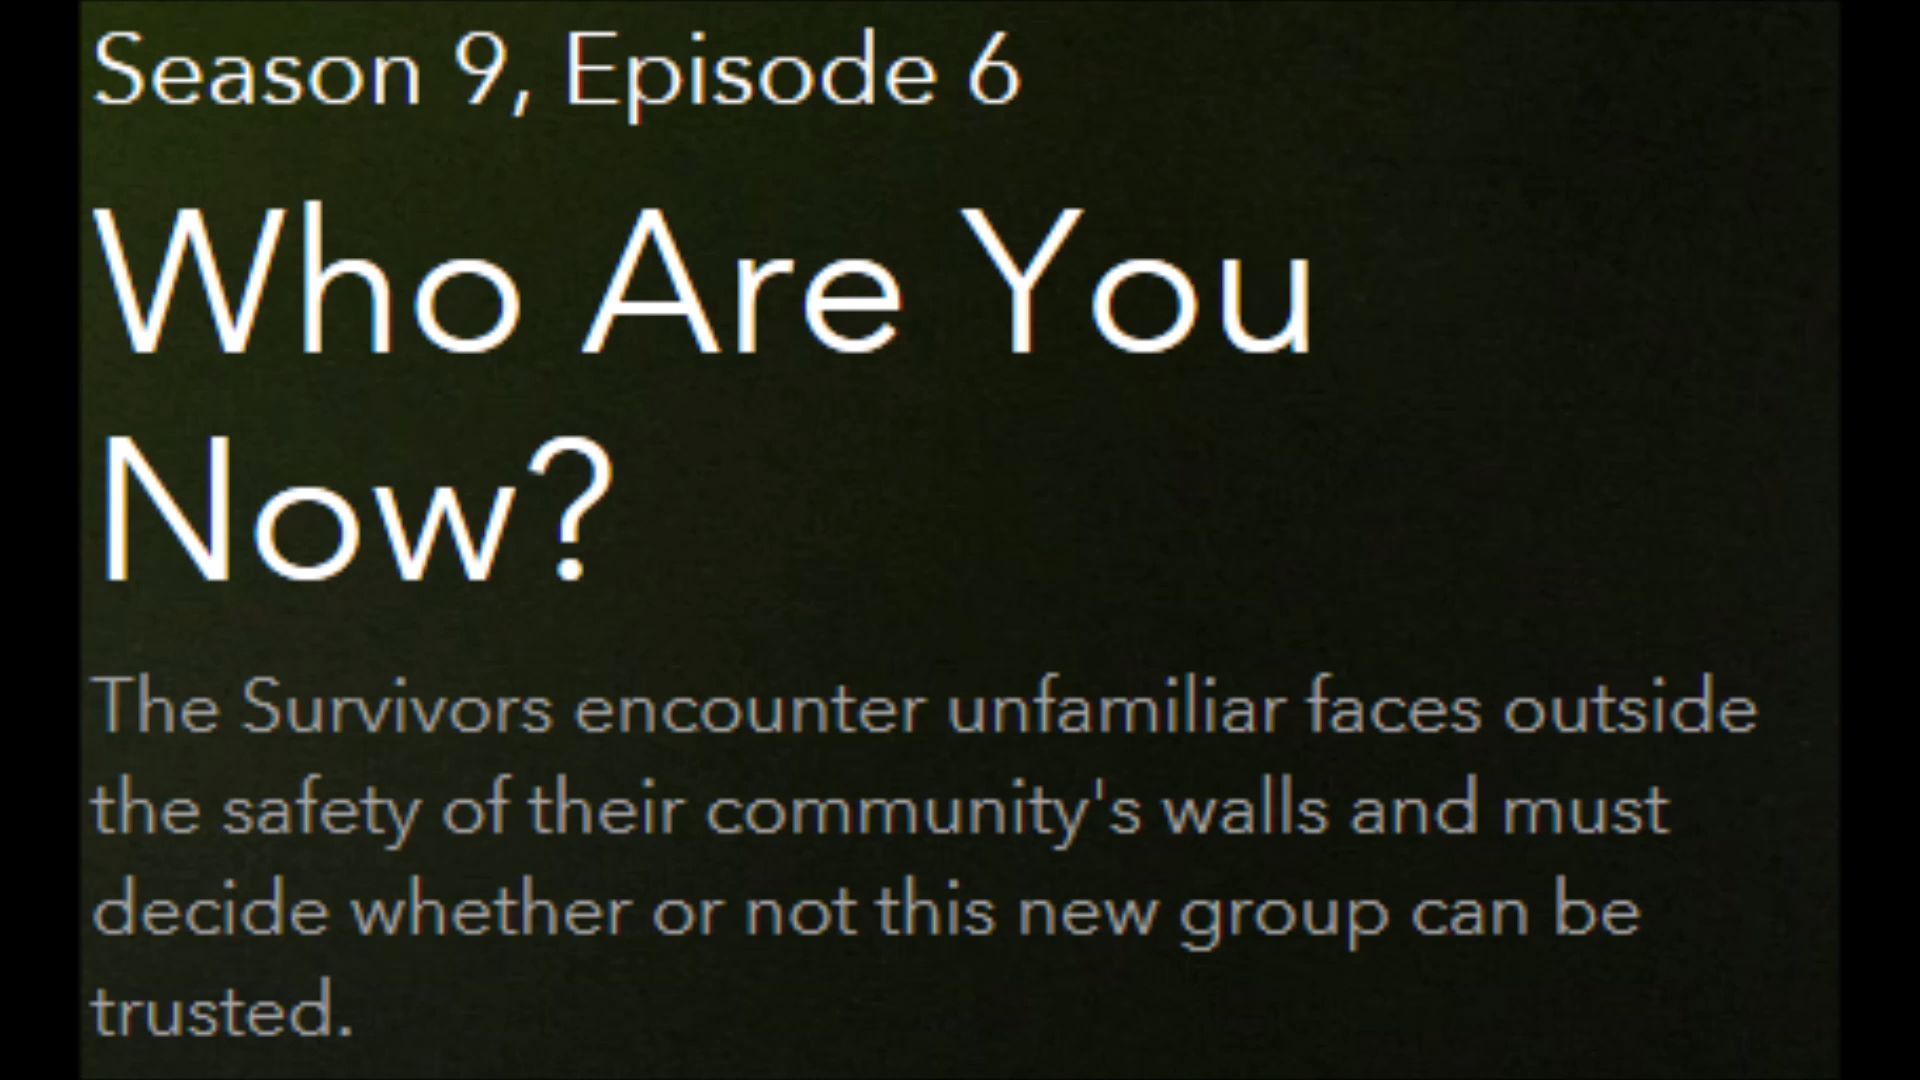 Season 9, Episode 6
Who Are You
Now?
The Survivors encounter unfamiliar faces outside
the safety of their community's walls and must
decide whether or not this new group can be
trusted.